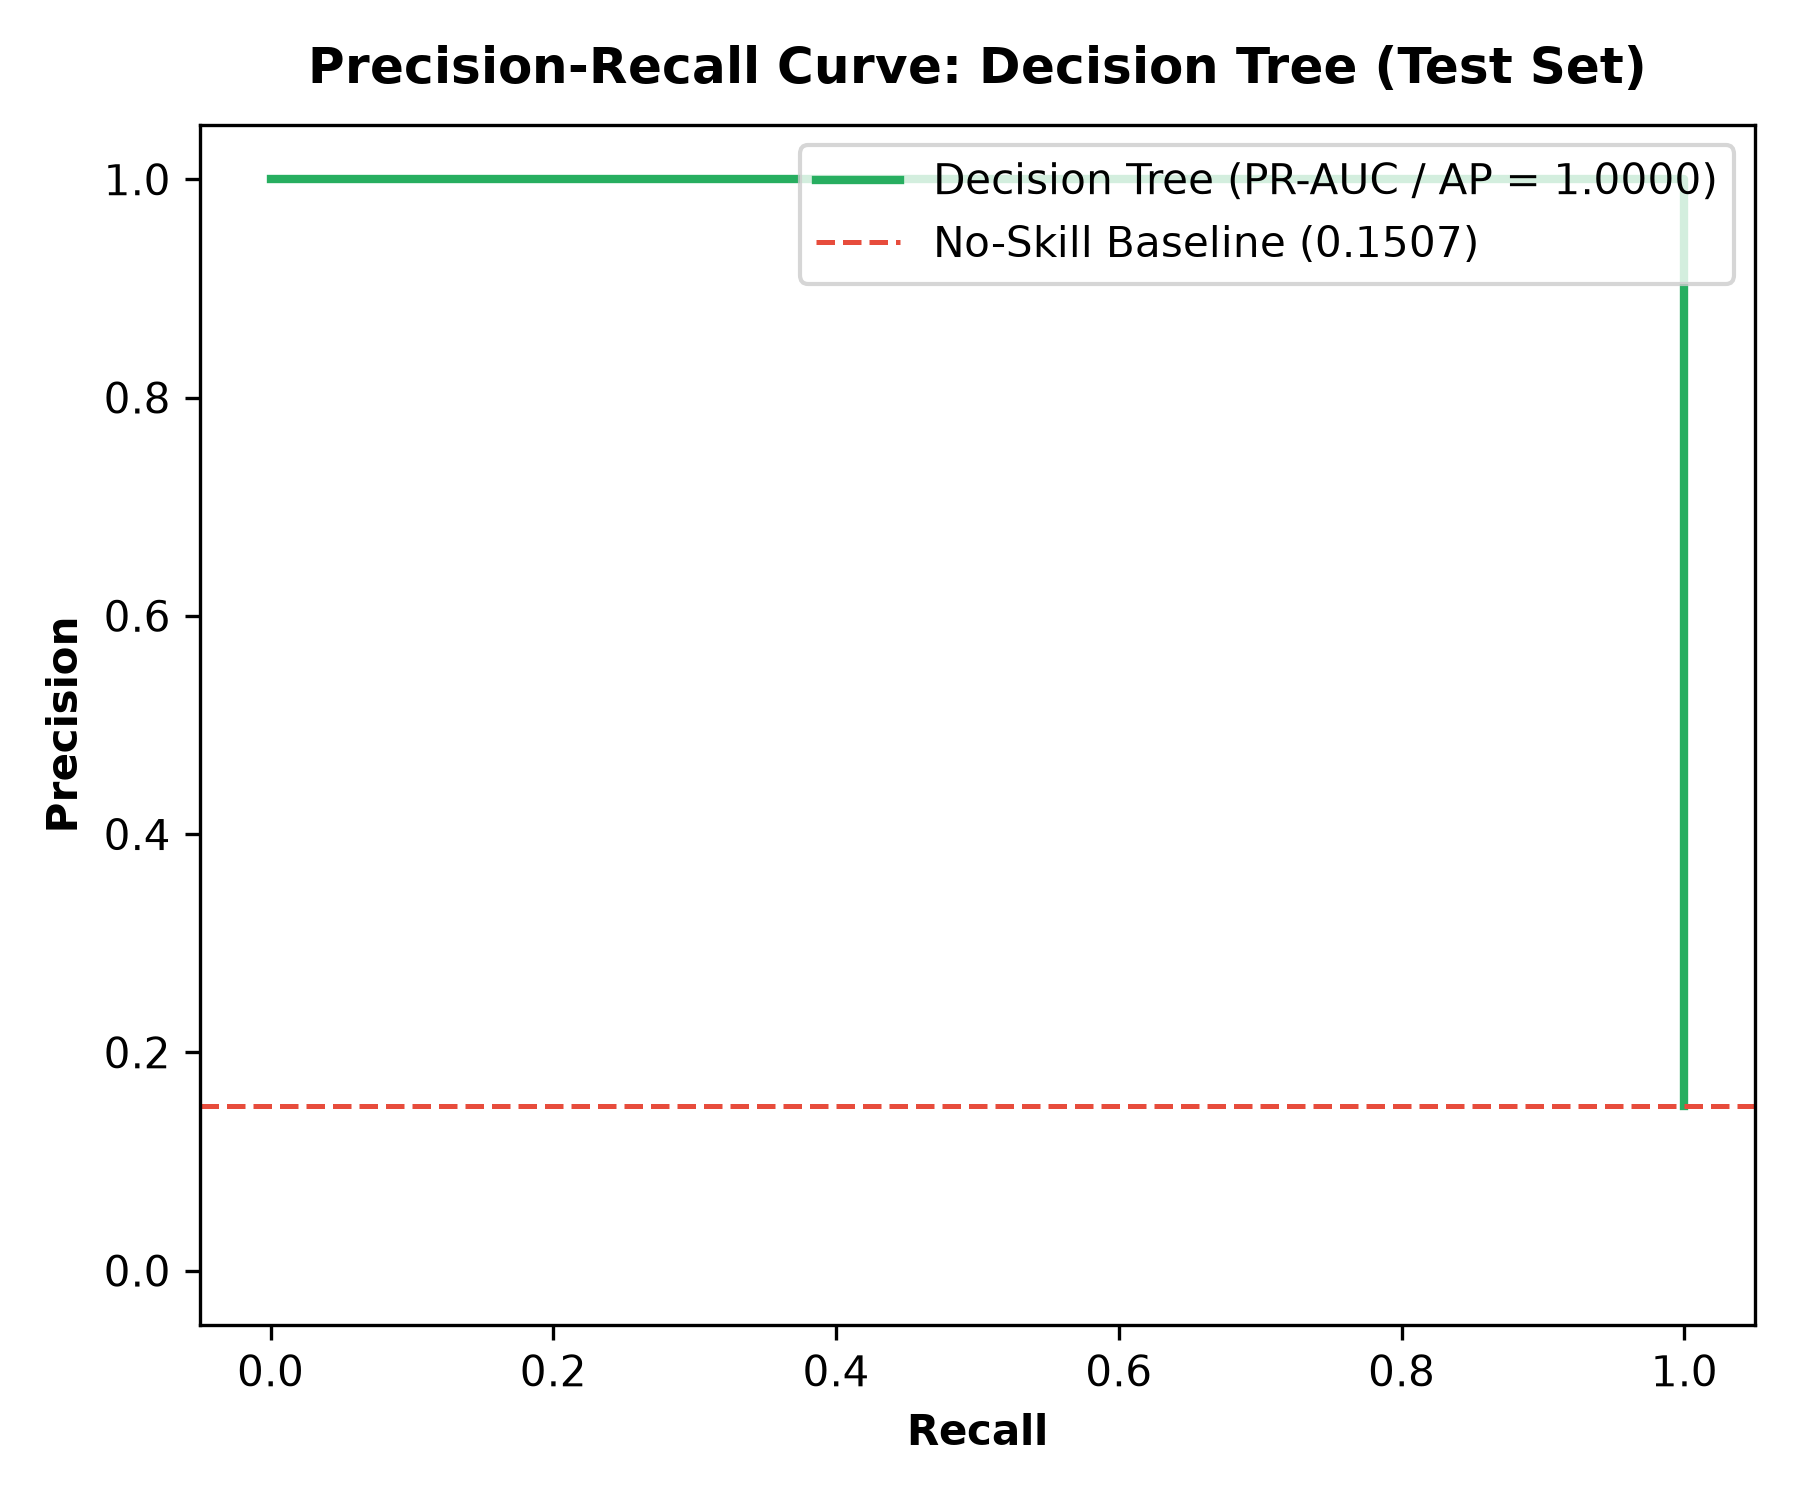 Precision-Recall Curve: Decision Tree (Test Set)
Decision Tree (PR-AUC / AP = 1.0000)
No-Skill Baseline (0.1507)
1.0
0.8
0.6
0.4
0.2
0.0
Precision
0.0 0.2 0.4 0.6 0.8 1.0
Recall